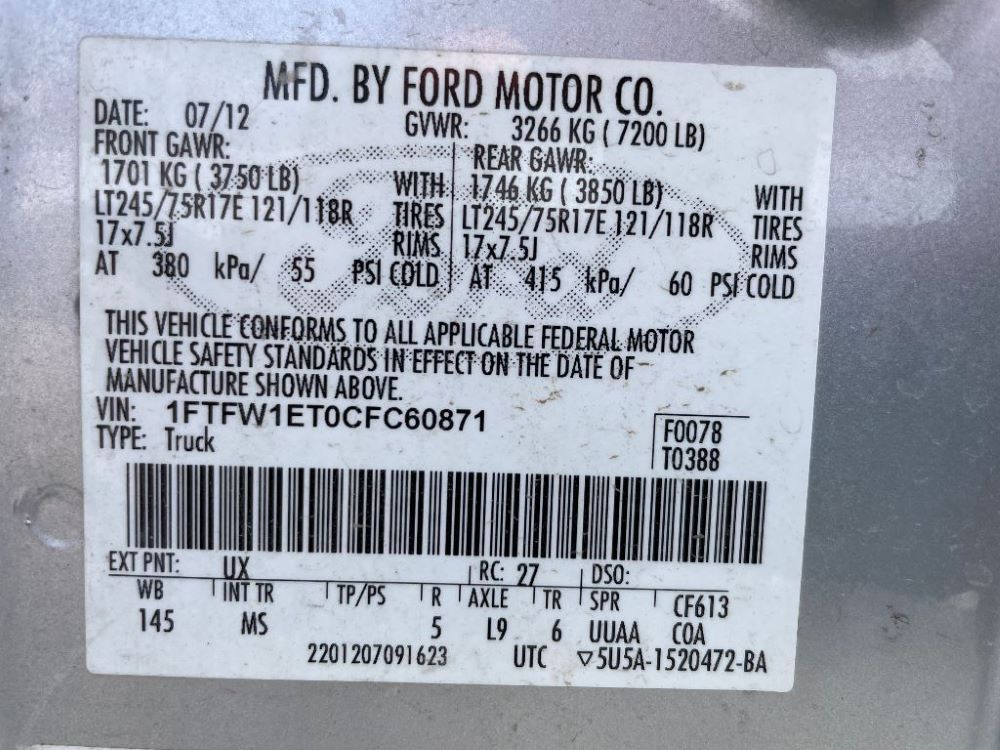 MFD. BY FORD MOTOR CO.
DATE: 07/12 GVWR: 3266 KG ( 7200 LB)
FRONT GAWR: REAR GAWR:
1701 KG ( 3750 LB) WITH 1746 KG ( 3850 LB) WITH
LT245/75R17E 121/118R TIRES LT245/75R17E 121/118R TIRES
17x7.5J RIMS 17x7.5J RIMS
AT 380 kPa/ 55 PSI COLD AT 415 kPa/ 60 PSI COLD
THIS VEHICLE CONFORMS TO ALL APPLICABLE FEDERAL MOTOR
VEHICLE SAFETY STANDARDS IN EFFECT ON THE DATE OF
MANUFACTURE SHOWN ABOVE.
VIN: 1FTFW1ET0CFC60871
TYPE: Truck
F0078
T0388
EXT PNT: UX RC: 27 DSO:
WB INT TR TP/PS R AXLE TR SPR CF613
145 MS 5 L9 6 UUAA COA
2201207091623 UTC ▽5U5A-1520472-BA